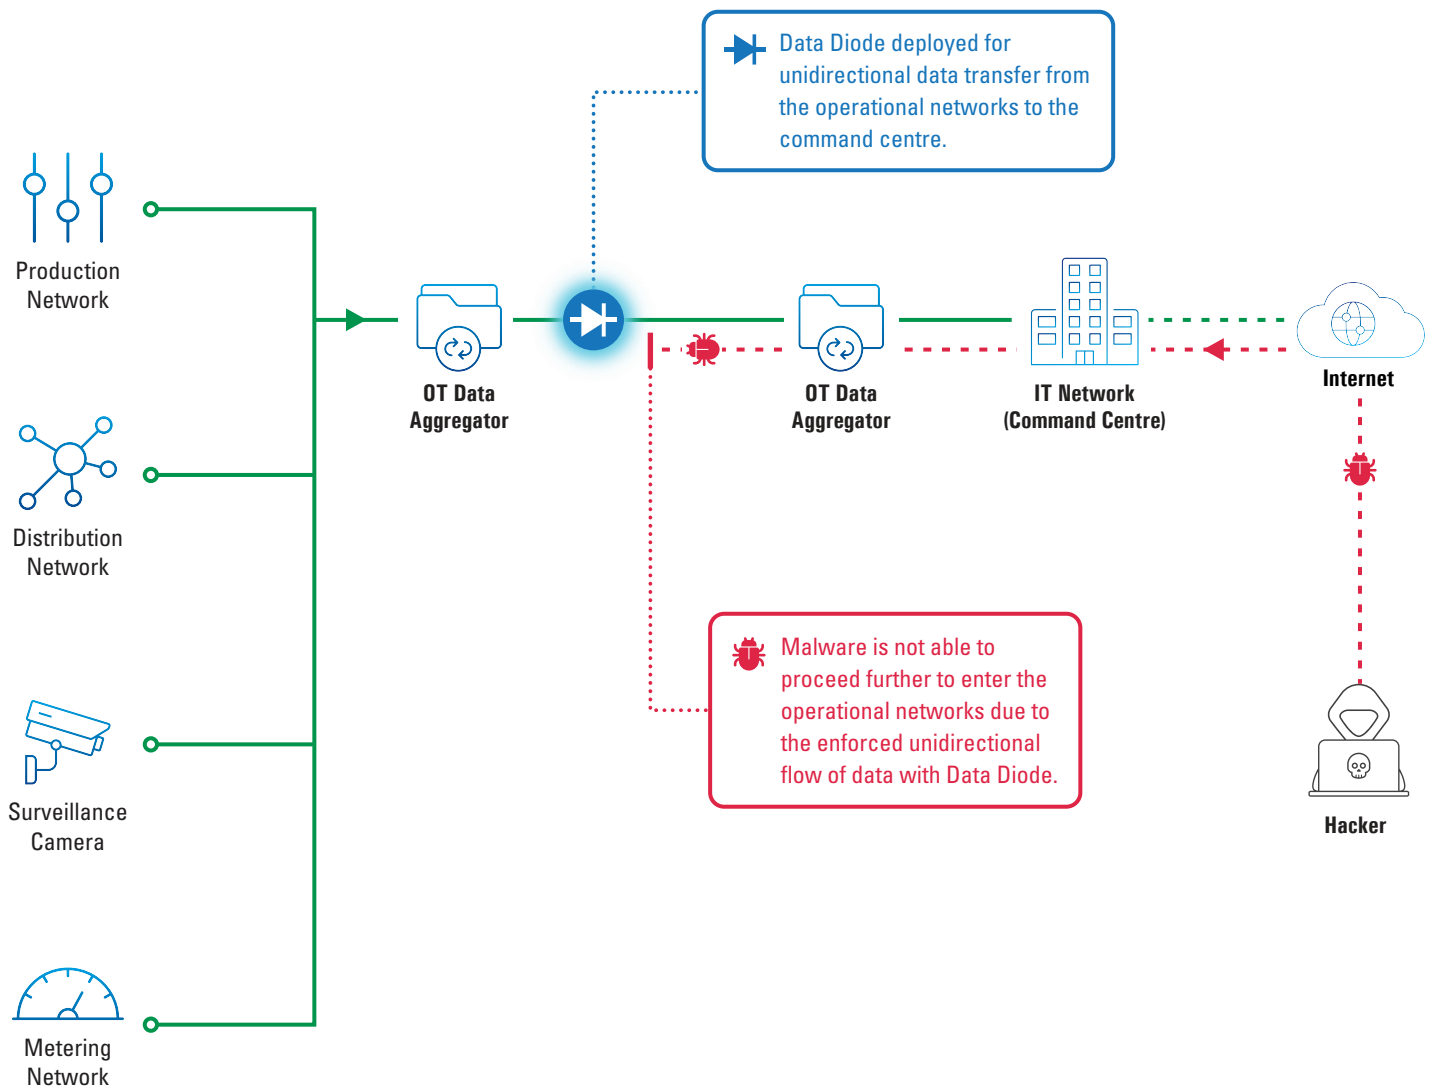 Data Diode deployed for
unidirectional data transfer from
the operational networks to the
command centre.
Production
Network
OT Data
Aggregator
OT Data
Aggregator
IT Network
(Command Centre)
Internet
Distribution
Network
Malware is not able to
proceed further to enter the
operational networks due to
the enforced unidirectional
flow of data with Data Diode.
Surveillance
Camera
Hacker
Metering
Network